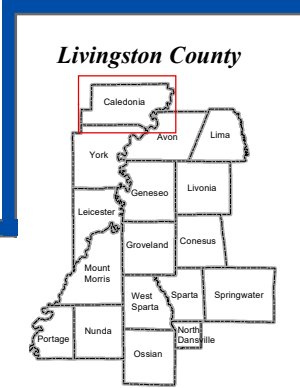 Livingston County
Caledonia
Avon
Lima
York
Geneseo
Livonia
Leicester
Groveland
Conesus
Mount
Morris
West
Sparta
Sparta
Springwater
Portage
Nunda
North
Dansville
Ossian